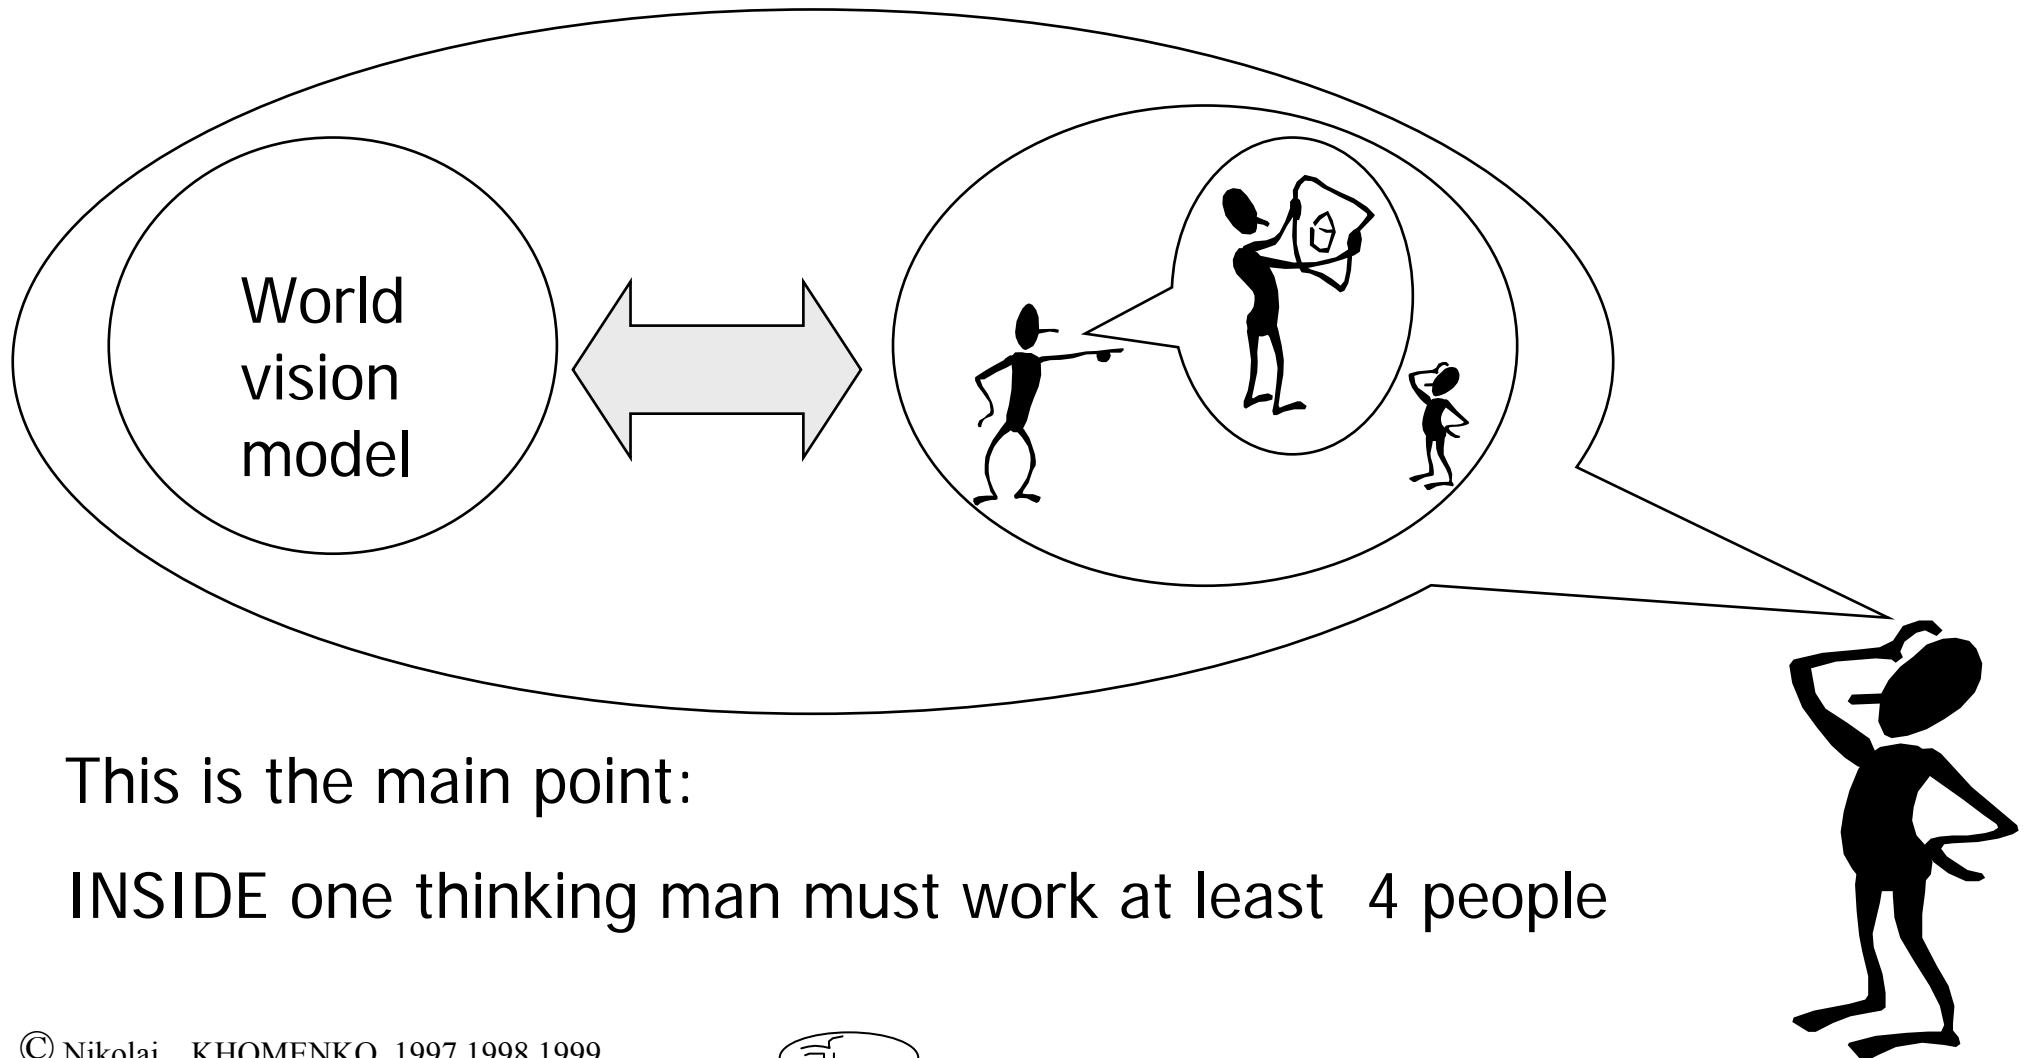 World
vision
model
This is the main point:
INSIDE one thinking man must work at least 4 people
© Nikolai KHOMENKO, 1997,1998,1999